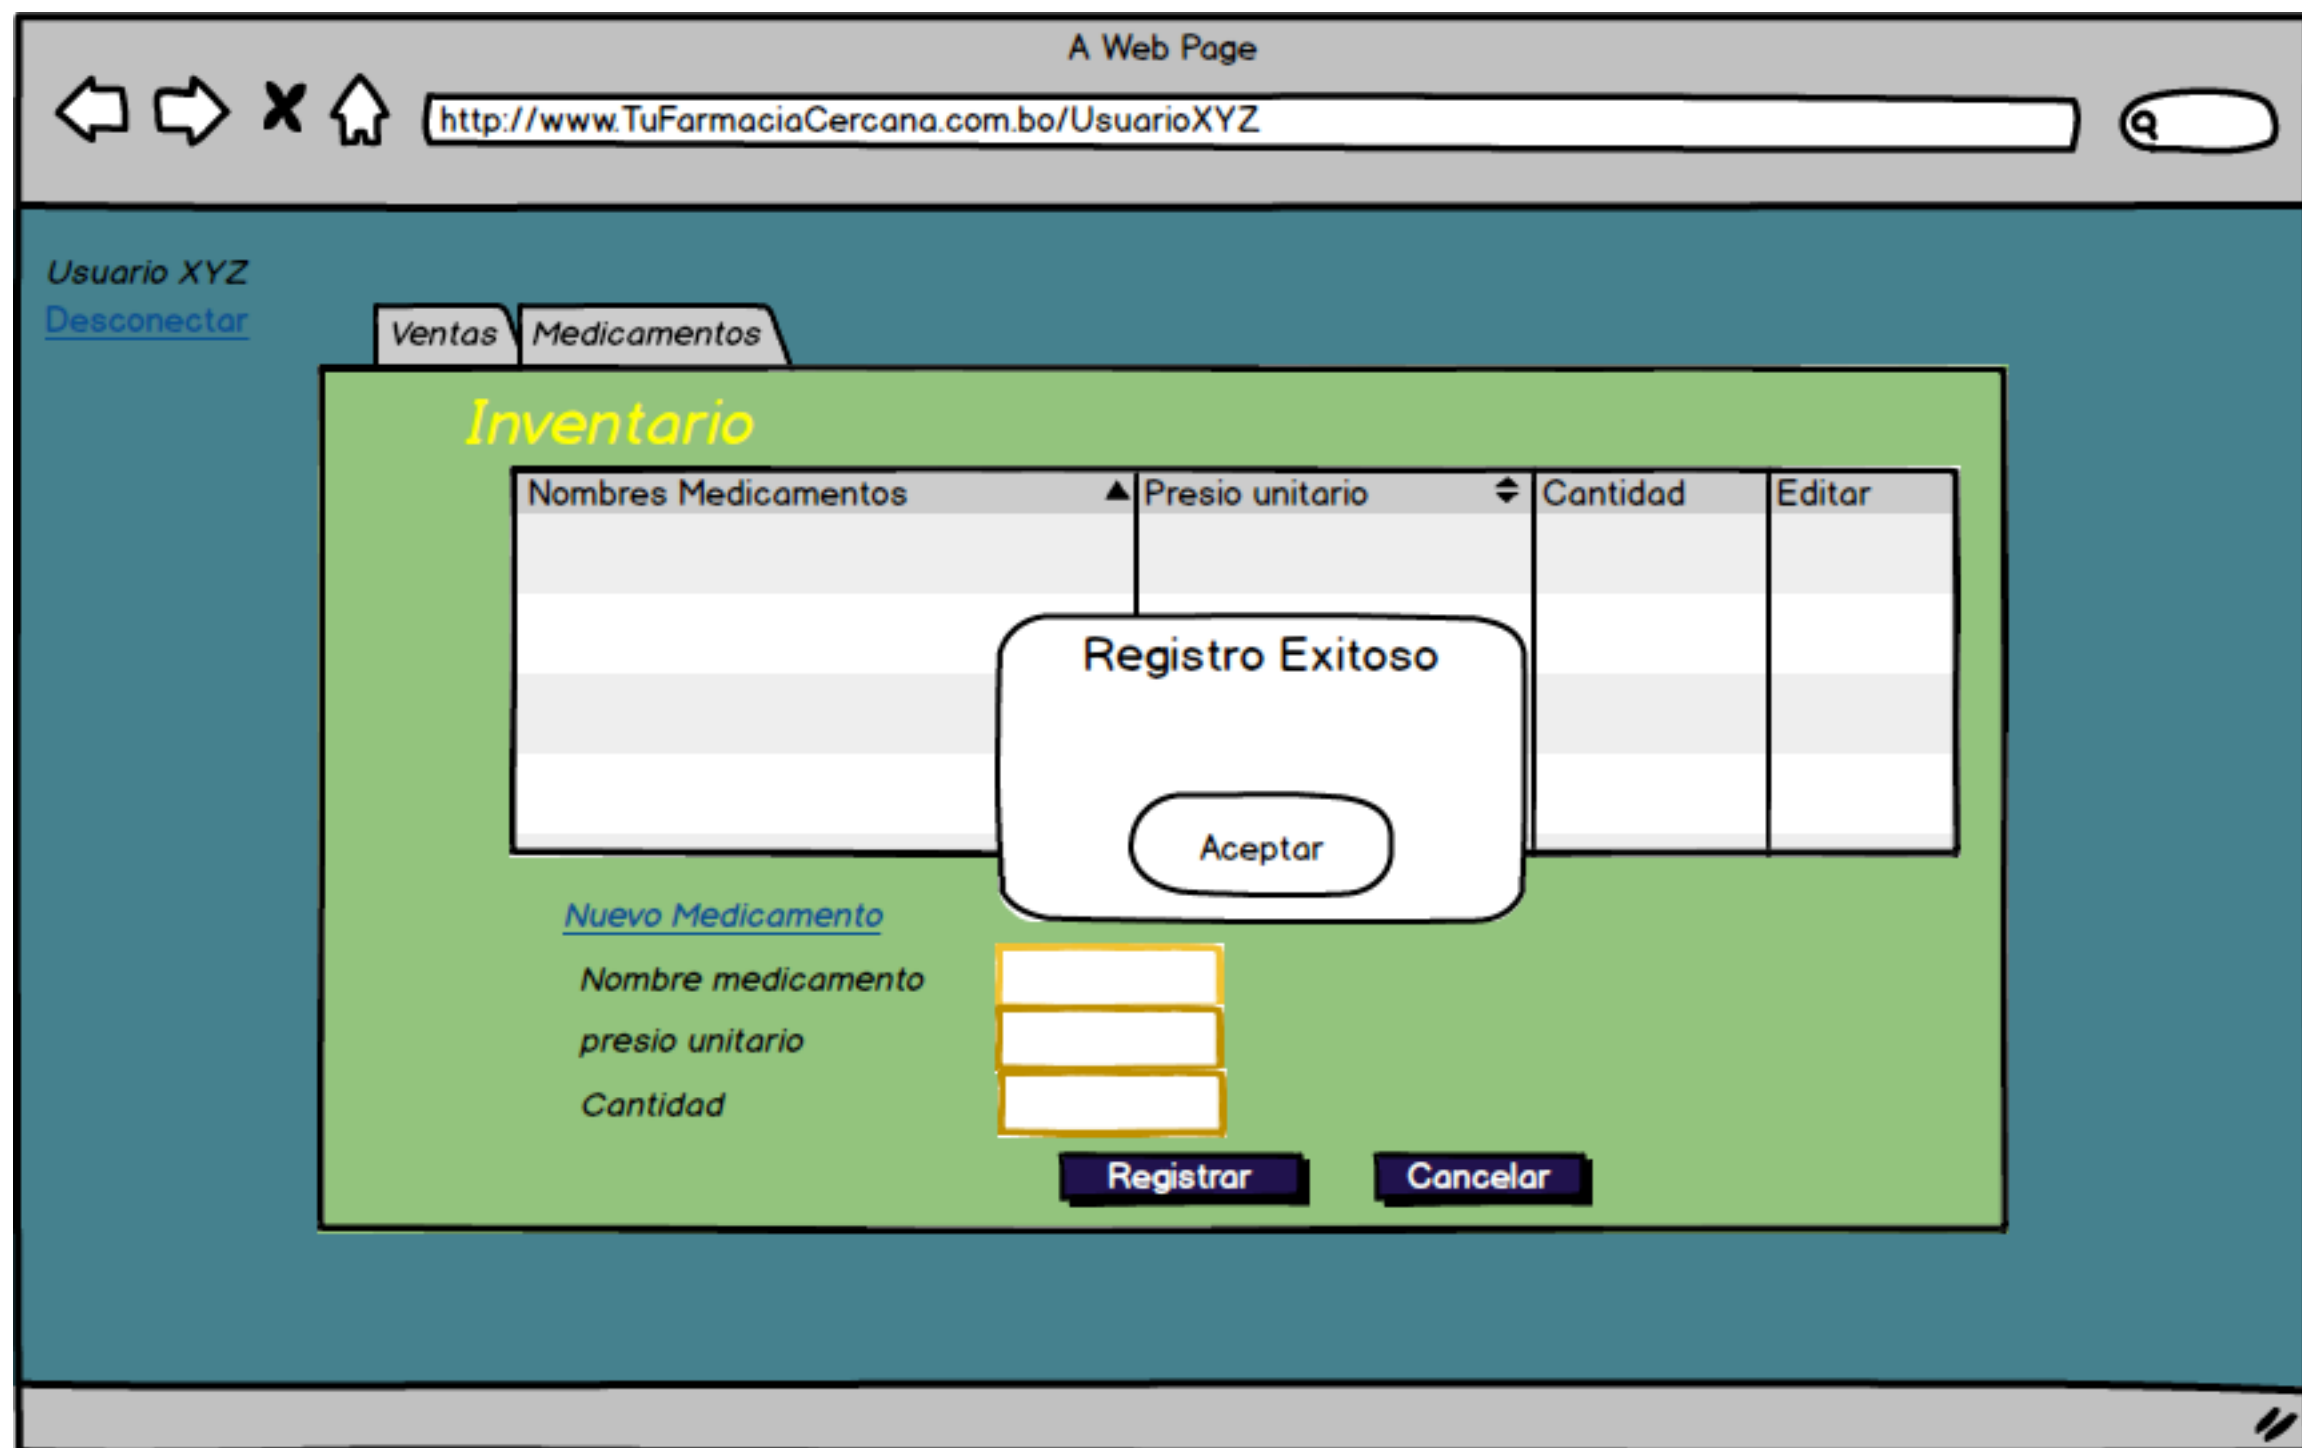 A Web Page
http://www.TuFarmaciaCercana.com.bo/UsuarioXYZ
Usuario XYZ
Desconectar
Ventas Medicamentos
Inventario
Nombres Medicamentos Presio unitario Cantidad Editar
Registro Exitoso
Aceptar
Nuevo Medicamento
Nombre medicamento
presio unitario
Cantidad
Registrar Cancelar